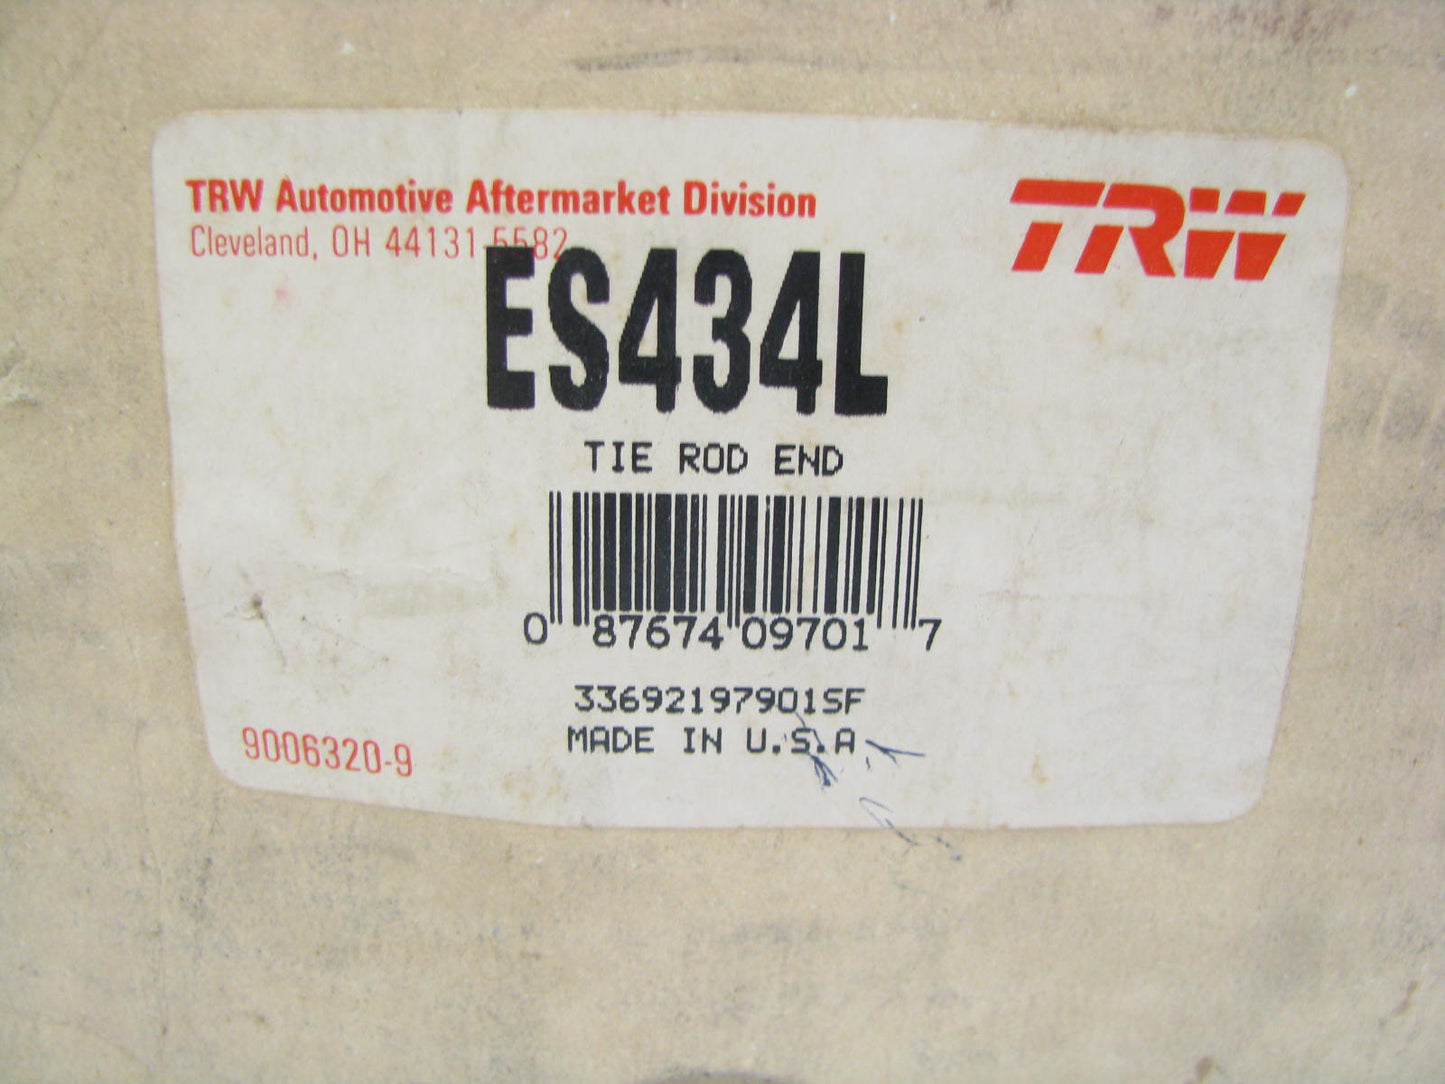 TRW Automotive Aftermarket Division
TRW
Cleveland, OH 44131-5582
ES434L
TIE ROD END
0 87674 09701 7
33692197901SF
MADE IN U.S.A
9006320-9